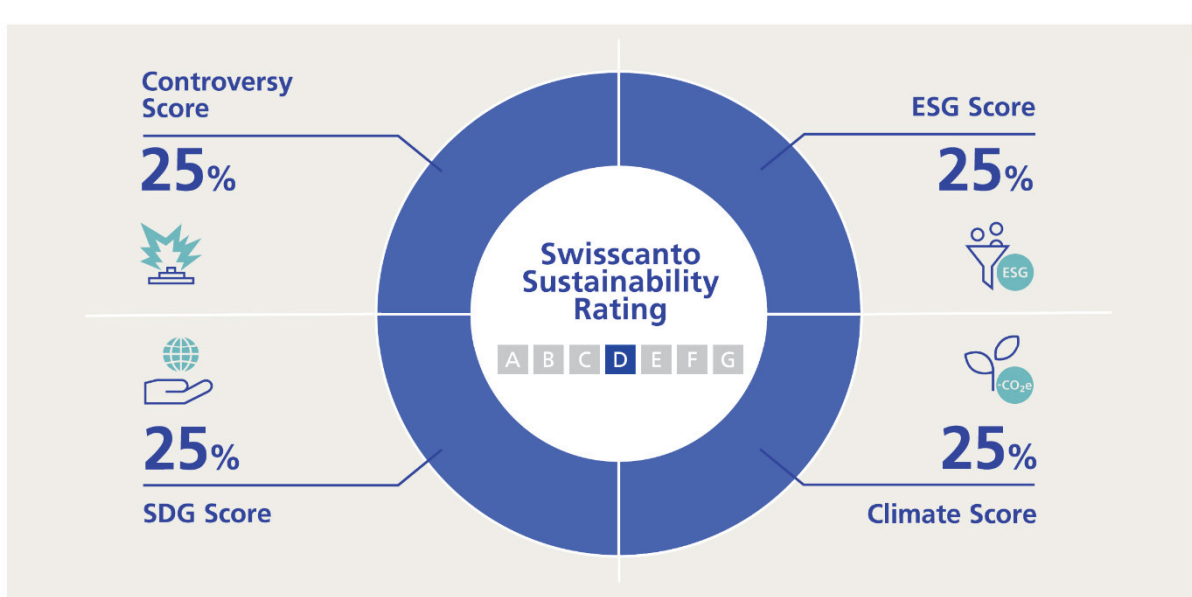 Controversy
Score
25%
ESG Score
25%
ESG
Swisscanto
Sustainability
Rating
A B C D E F G
25%
SDG Score
-CO₂e
25%
Climate Score